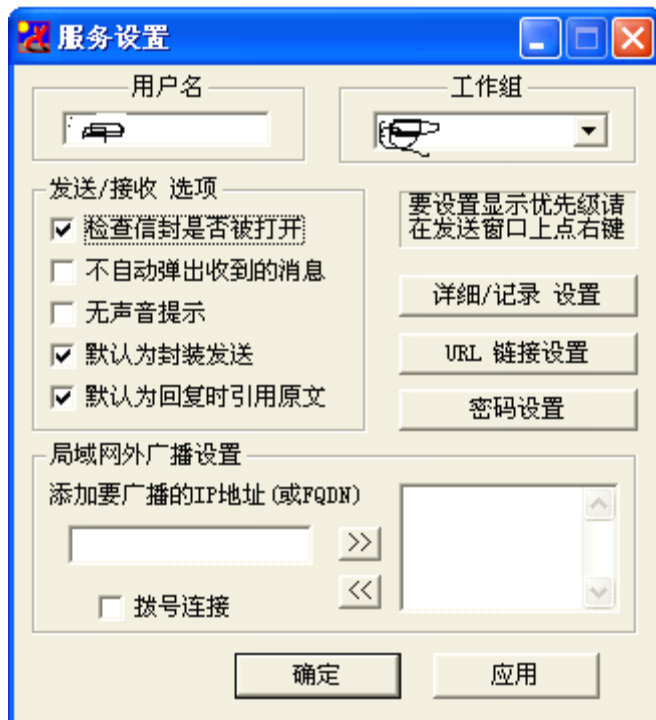 服务设置
用户名
工作组
发送/接收 选项
检查信封是否被打开
不自动弹出收到的消息
无声音提示
默认为封装发送
默认为回复时引用原文
要设置显示优先级请
在发送窗口上点右键
详细/记录 设置
URL 链接设置
密码设置
局域网外广播设置
添加要广播的IP地址(或FQDN)
>>
<<
拨号连接
确定
应用